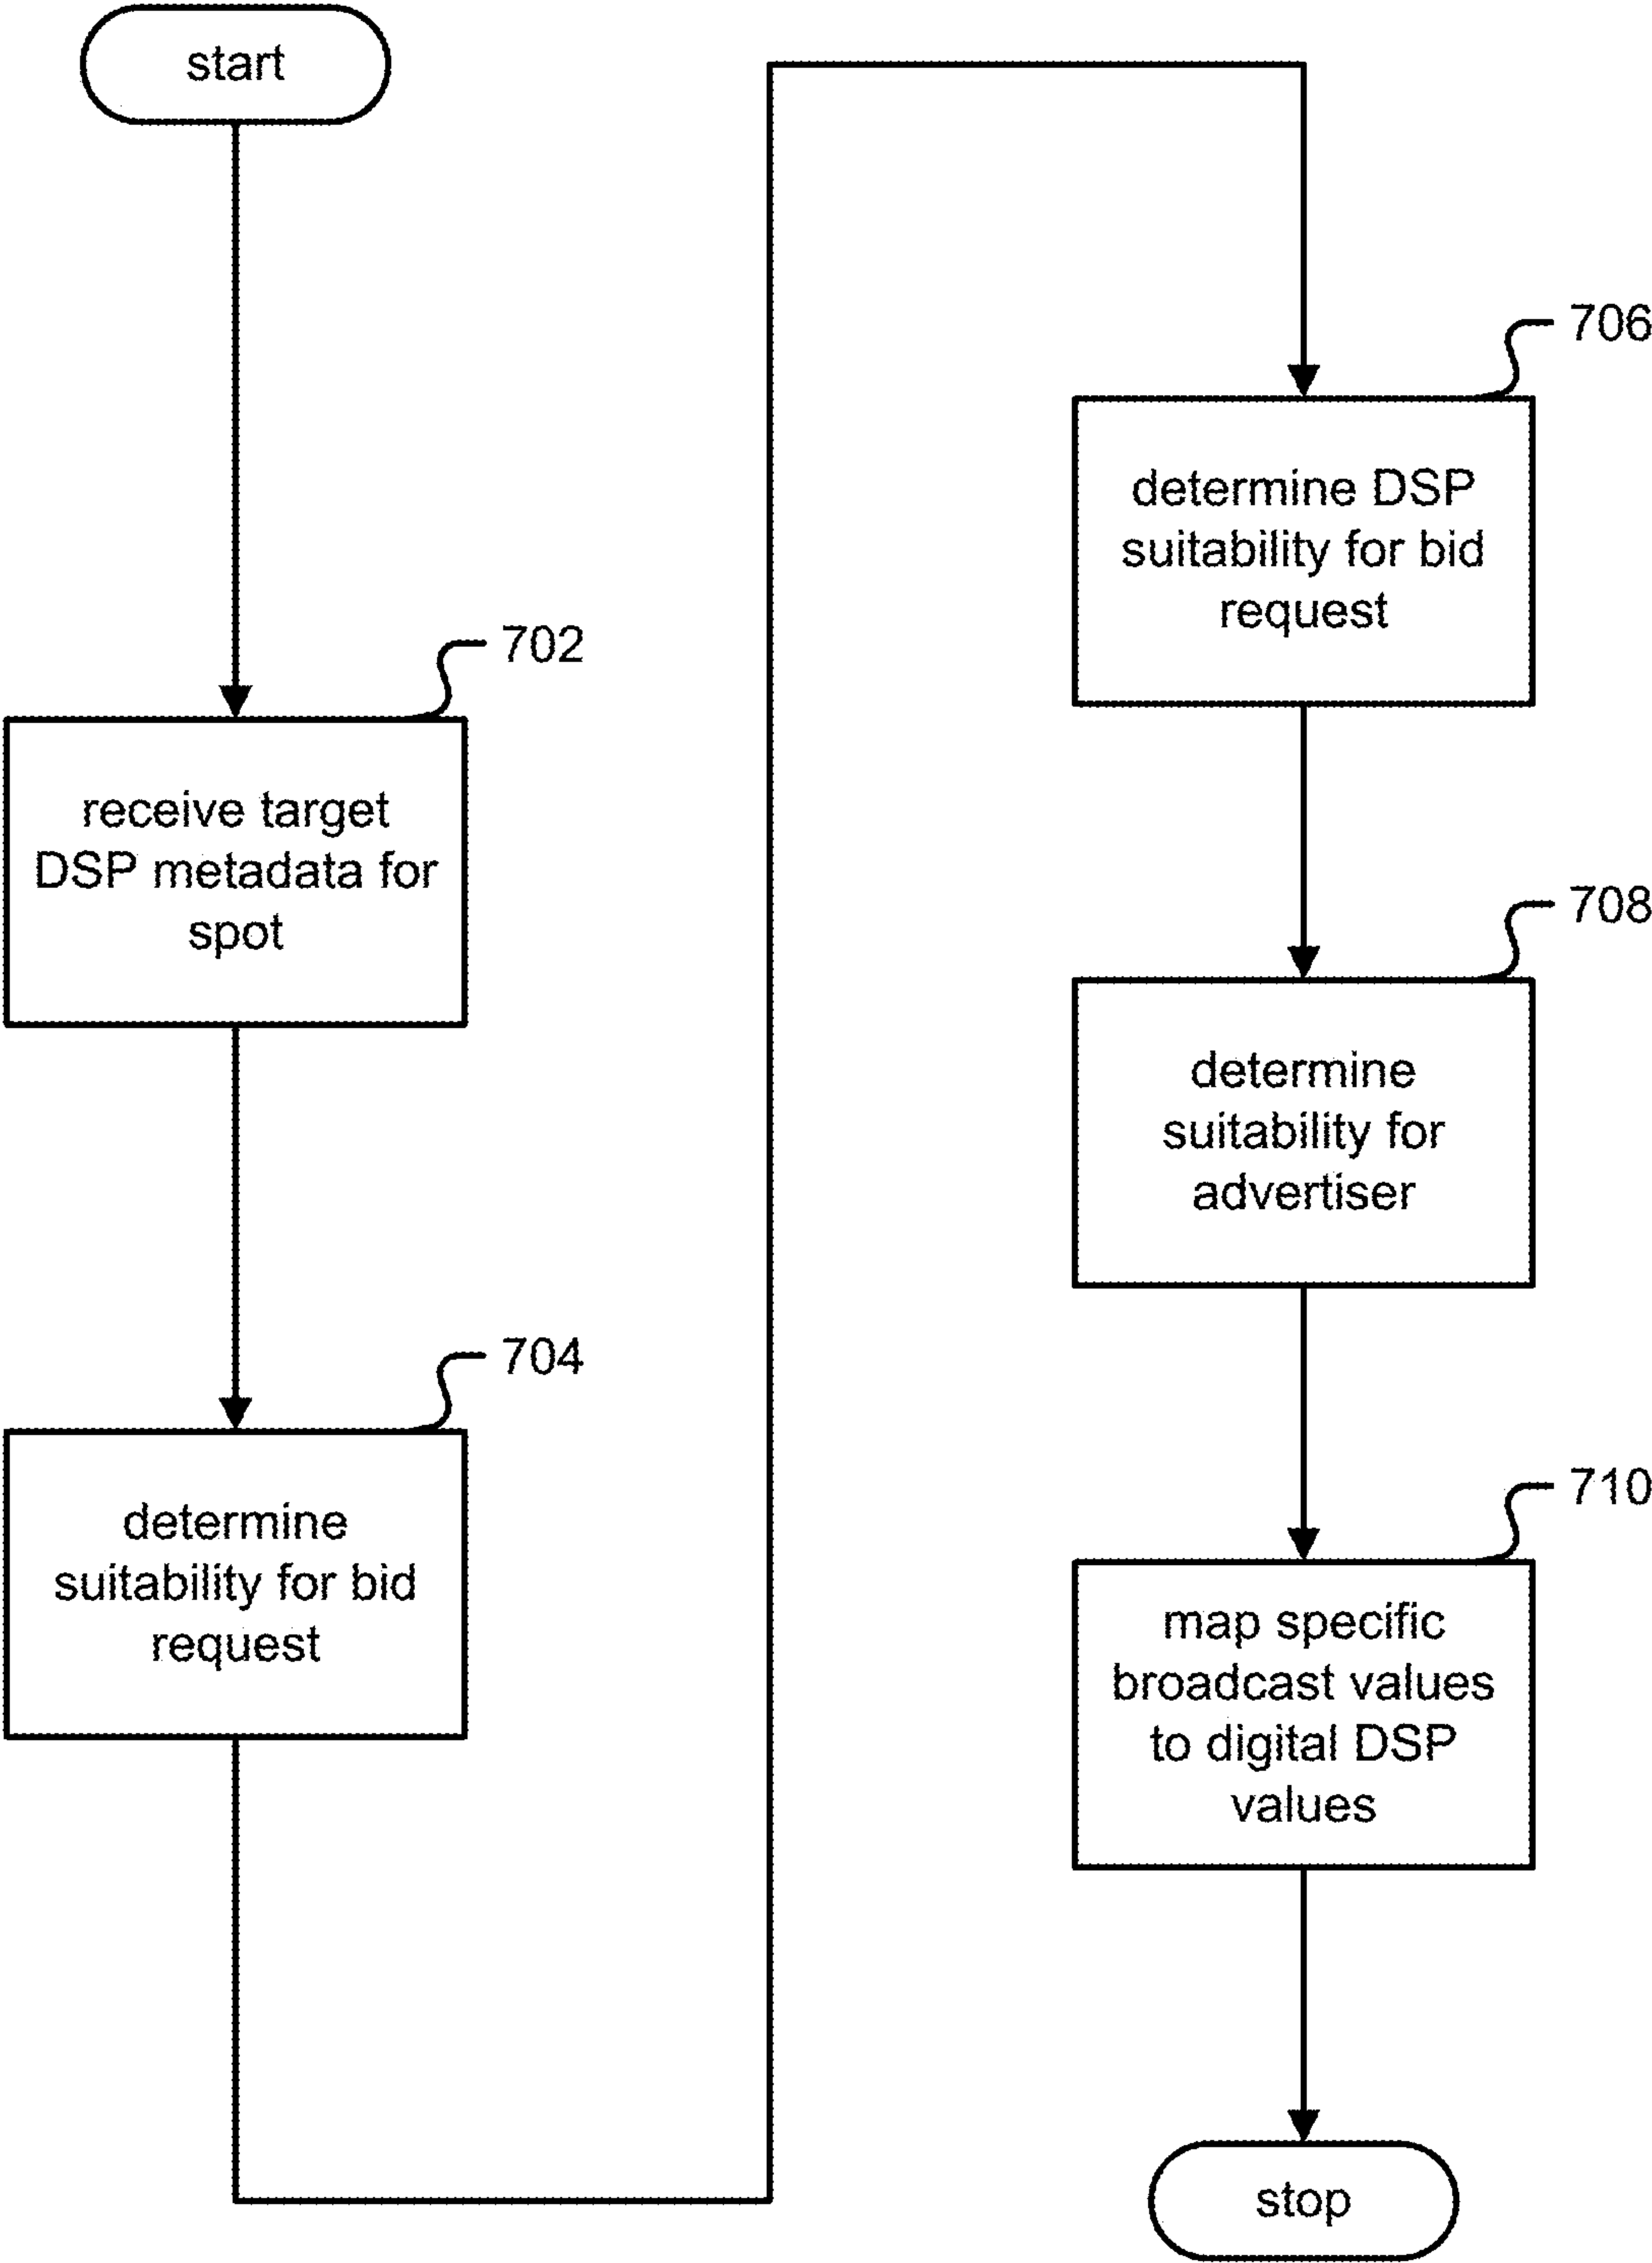 start
702
receive target
DSP metadata for
spot
704
determine
suitability for bid
request
706
determine DSP
suitability for bid
request
708
determine
suitability for
advertiser
710
map specific
broadcast values
to digital DSP
values
stop